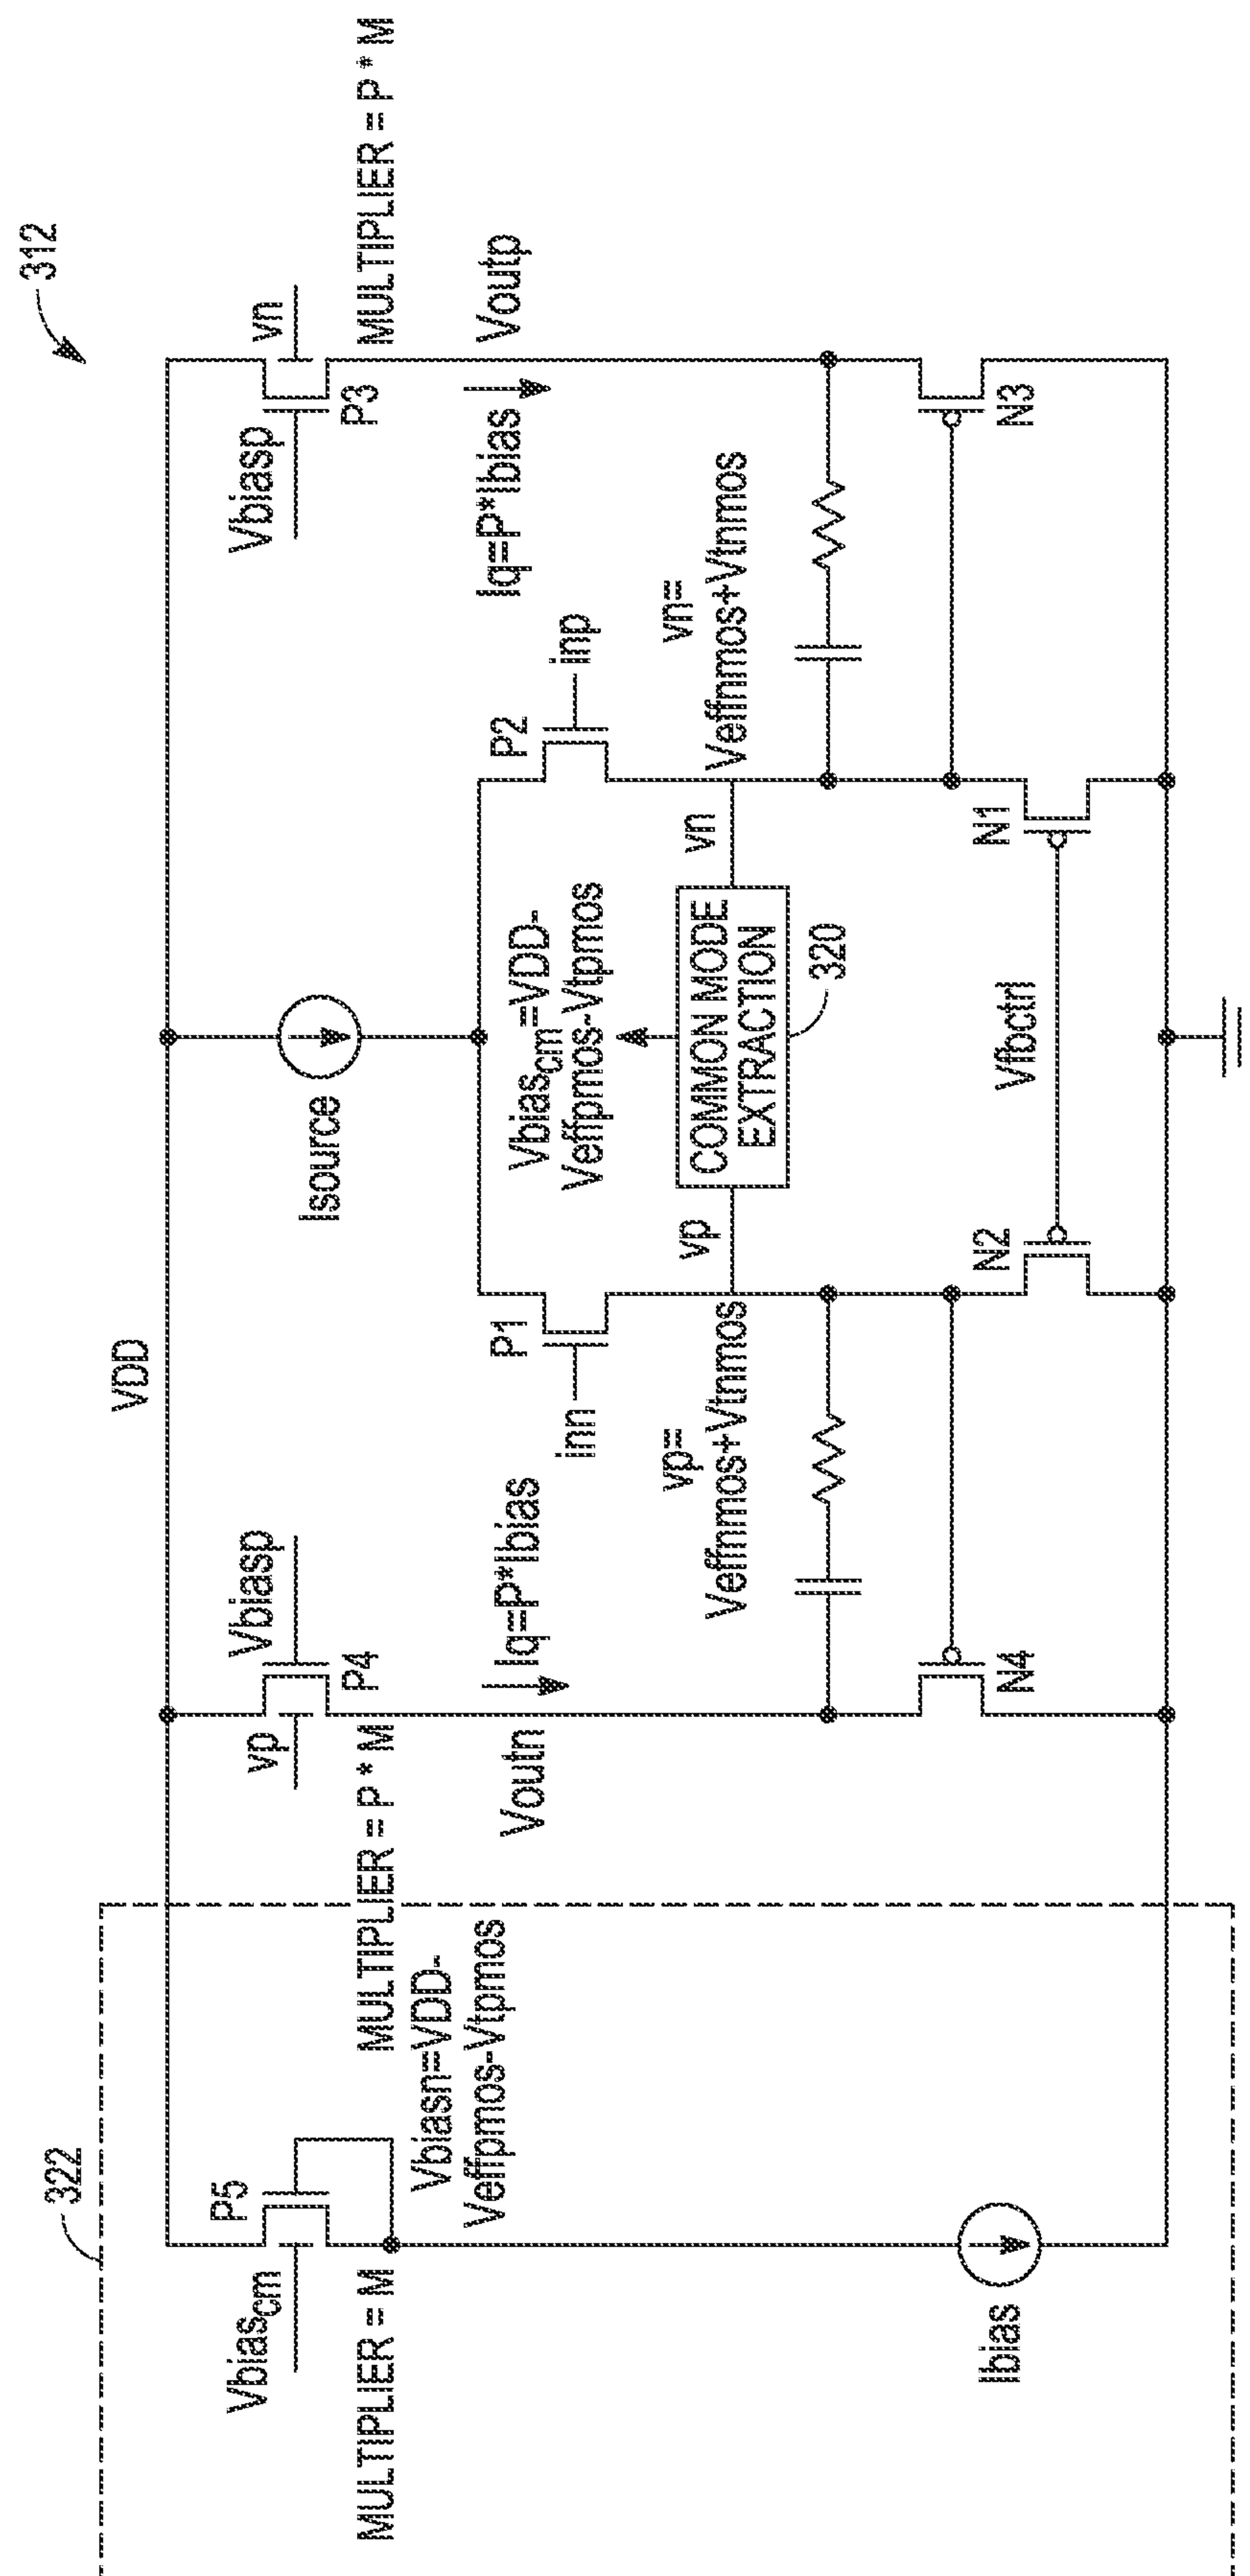 312
322
VDD
P5
Vbiascm
MULTIPLIER = M
Vbiasn=VDD-
Veffpmos-Vtpmos
Ibias
vp
Vbiasp
P4
MULTIPLIER = P * M
Voutn
Iq=P*Ibias
N4
Isource
inn
P1
vp=
Veffnmos+Vtnmos
vp
N2
Vbiascm=VDD-
Veffpmos-Vtpmos
COMMON MODE
EXTRACTION
320
Vfbctrl
P2
inp
vn
vn=
Veffnmos+Vtnmos
N1
Vbiasp
vn
P3
MULTIPLIER = P * M
Iq=P*Ibias
Voutp
N3